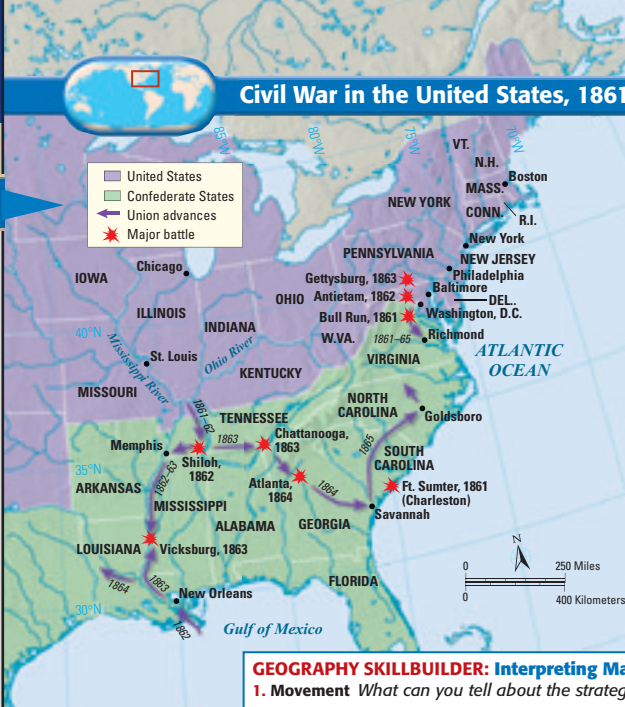 Civil War in the United States, 1861
85°W
80°W
75°W
70°W
United States
Confederate States
Union advances
Major battle
VT.
N.H.
Boston
MASS.
NEW YORK
CONN.
R.I.
New York
PENNSYLVANIA
NEW JERSEY
Philadelphia
Chicago
IOWA
Gettysburg, 1863
Baltimore
OHIO
Antietam, 1862
DEL.
ILLINOIS
Bull Run, 1861
Washington, D.C.
INDIANA
40°N
W.VA.
1861–65
Richmond
Mississippi River
St. Louis
Ohio River
VIRGINIA
ATLANTIC
OCEAN
KENTUCKY
MISSOURI
1861–62
NORTH
CAROLINA
TENNESSEE
Goldsboro
Memphis
1863
Chattanooga,
1863
35°N
Shiloh,
1862
1865
SOUTH
CAROLINA
1862–63
ARKANSAS
Atlanta,
1864
1864
Ft. Sumter, 1861
(Charleston)
MISSISSIPPI
Savannah
ALABAMA
GEORGIA
LOUISIANA
Vicksburg, 1863
N
0
250 Miles
0
400 Kilometers
FLORIDA
1864
1863
New Orleans
30°N
1862
Gulf of Mexico
GEOGRAPHY SKILLBUILDER: Interpreting Ma
1. Movement What can you tell about the strateg